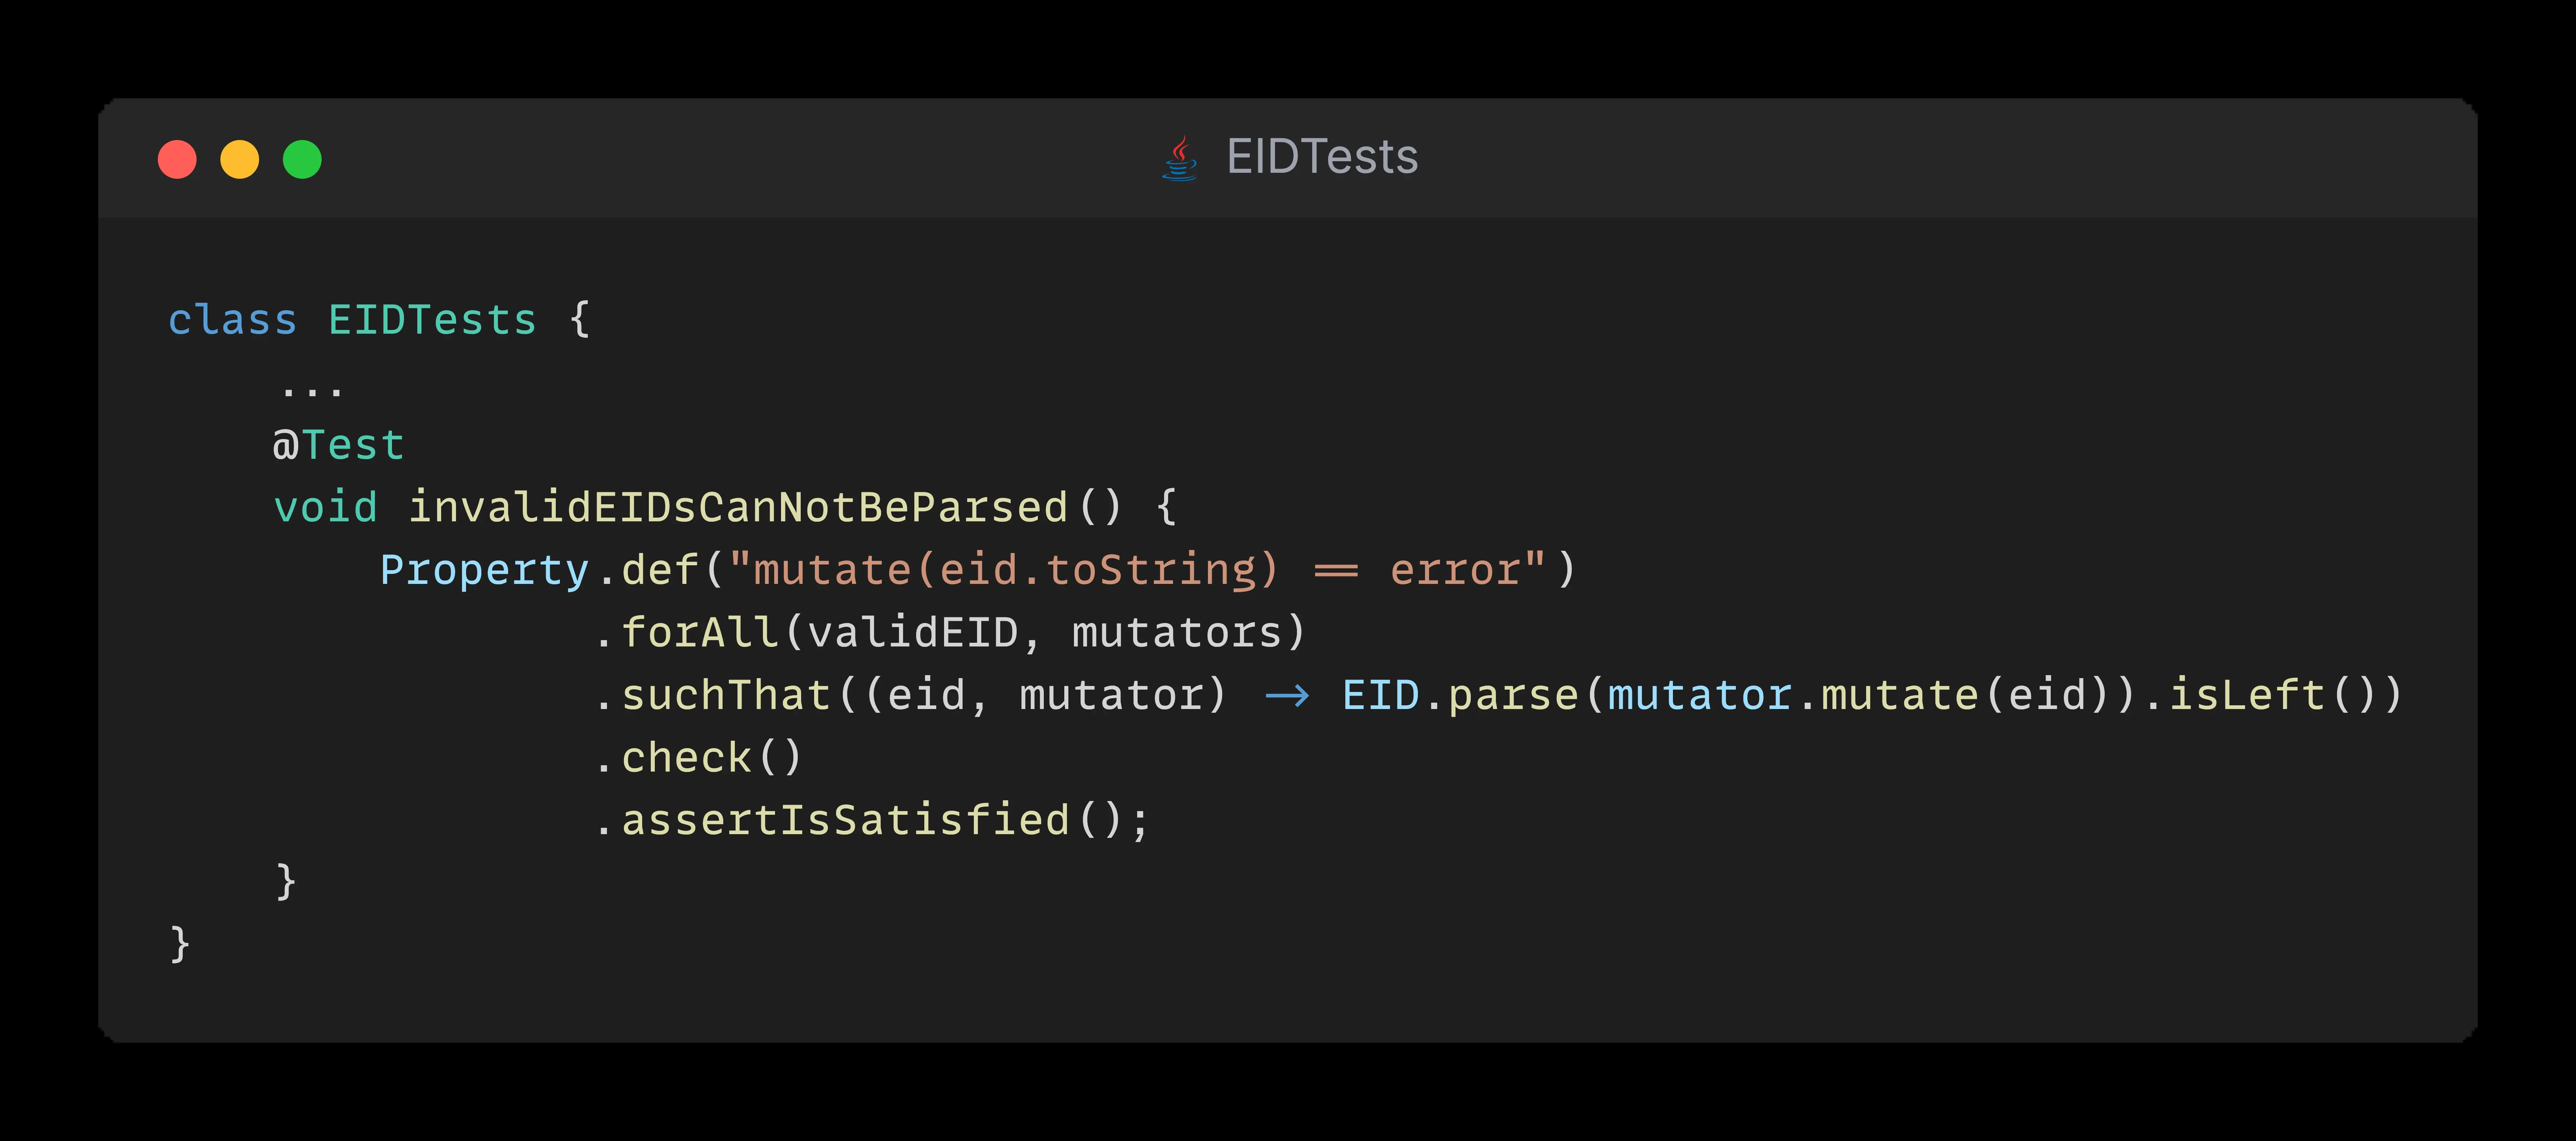 EIDTests
class EIDTests {
    ...
    @Test
    void invalidEIDsCanNotBeParsed() {
        Property.def("mutate(eid.toString) == error")
                .forAll(validEID, mutators)
                .suchThat((eid, mutator) -> EID.parse(mutator.mutate(eid)).isLeft())
                .check()
                .assertIsSatisfied();
    }
}